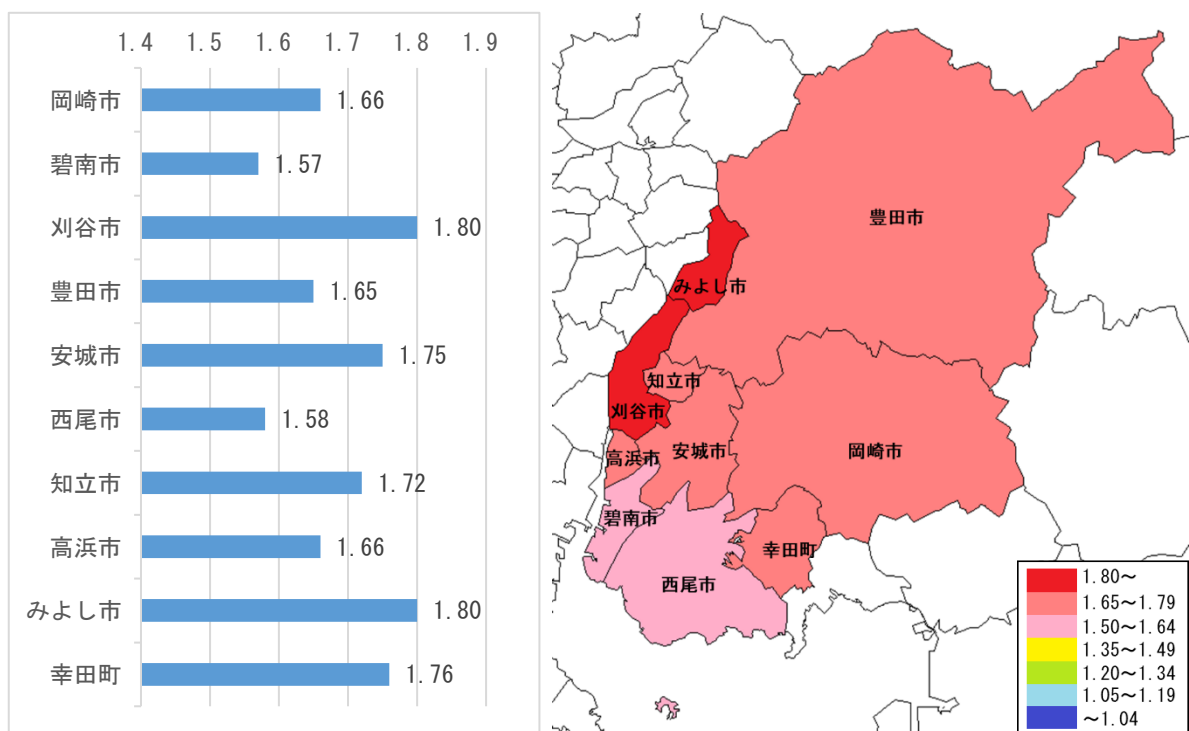 1.4 1.5 1.6 1.7 1.8 1.9
岡崎市 1.66
碧南市 1.57
刈谷市 1.80
豊田市 1.65
安城市 1.75
西尾市 1.58
知立市 1.72
高浜市 1.66
みよし市 1.80
幸田町 1.76
豊田市
みよし市
知立市
刈谷市
高浜市
安城市
岡崎市
碧南市
幸田町
西尾市
1.80～
1.65～1.79
1.50～1.64
1.35～1.49
1.20～1.34
1.05～1.19
～1.04